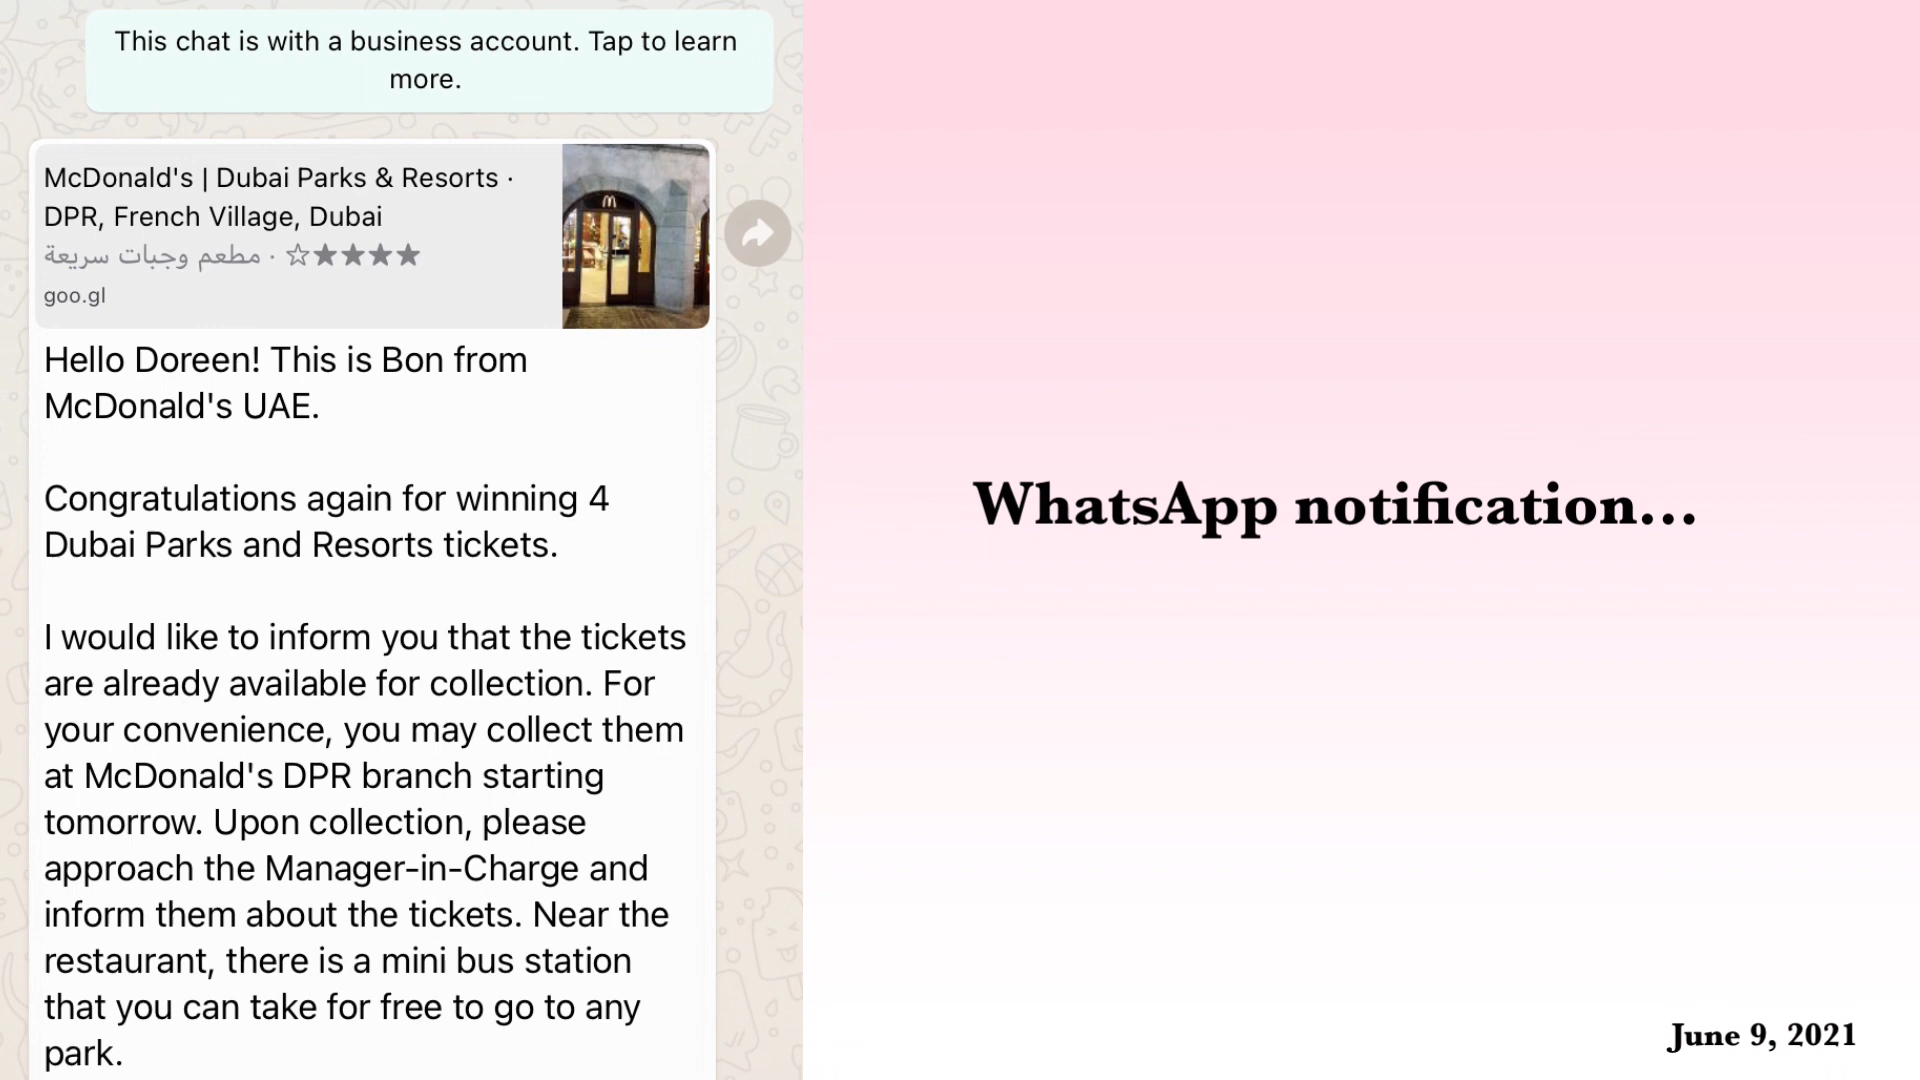 This chat is with a business account. Tap to learn
more.
McDonald's | Dubai Parks & Resorts ·
DPR, French Village, Dubai
★★★★☆ · مطعم وجبات سريعة
goo.gl
Hello Doreen! This is Bon from
McDonald's UAE.
Congratulations again for winning 4
Dubai Parks and Resorts tickets.
I would like to inform you that the tickets
are already available for collection. For
your convenience, you may collect them
at McDonald's DPR branch starting
tomorrow. Upon collection, please
approach the Manager-in-Charge and
inform them about the tickets. Near the
restaurant, there is a mini bus station
that you can take for free to go to any
park.
WhatsApp notification...
June 9, 2021